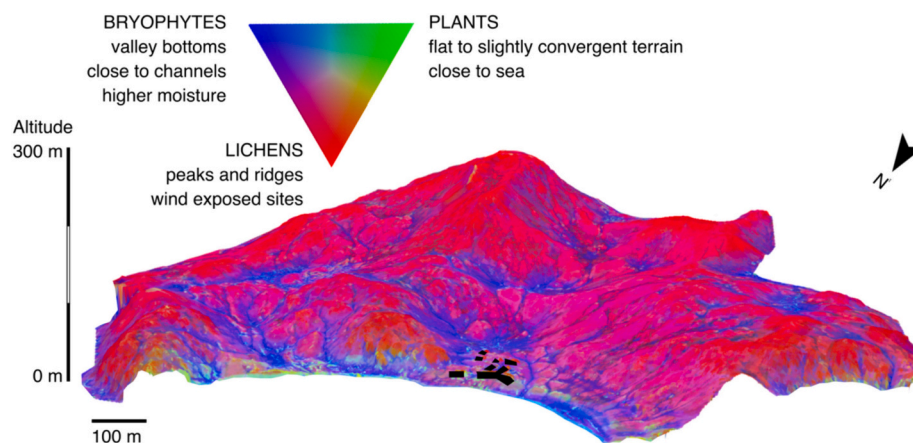 BRYOPHYTES
valley bottoms
close to channels
higher moisture
PLANTS
flat to slightly convergent terrain
close to sea
LICHENS
peaks and ridges
wind exposed sites
Altitude
300 m
0 m
100 m
N